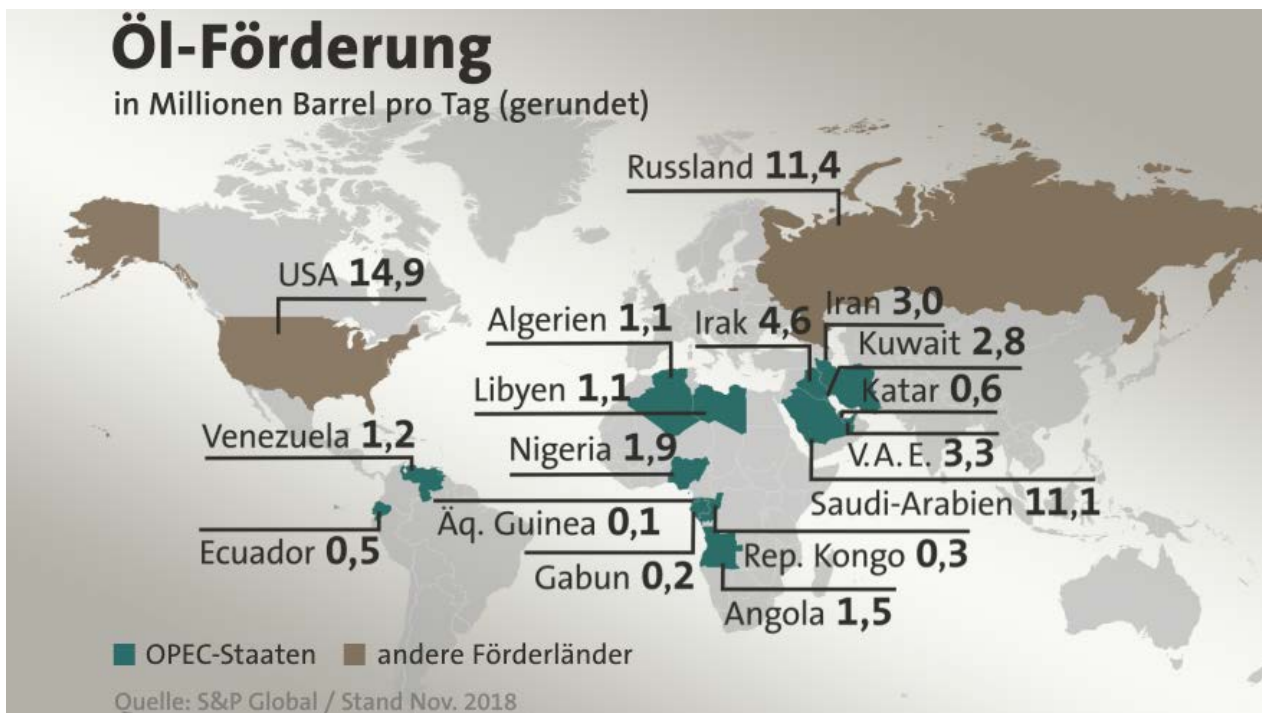 Öl-Förderung
in Millionen Barrel pro Tag (gerundet)
Russland 11,4
USA 14,9
Iran 3,0
Algerien 1,1
Irak 4,6
Kuwait 2,8
Libyen 1,1
Katar 0,6
Venezuela 1,2
Nigeria 1,9
V.A.E. 3,3
Saudi-Arabien 11,1
Äq. Guinea 0,1
Ecuador 0,5
Rep. Kongo 0,3
Gabun 0,2
Angola 1,5
OPEC-Staaten andere Förderländer
Quelle: S&P Global / Stand Nov. 2018